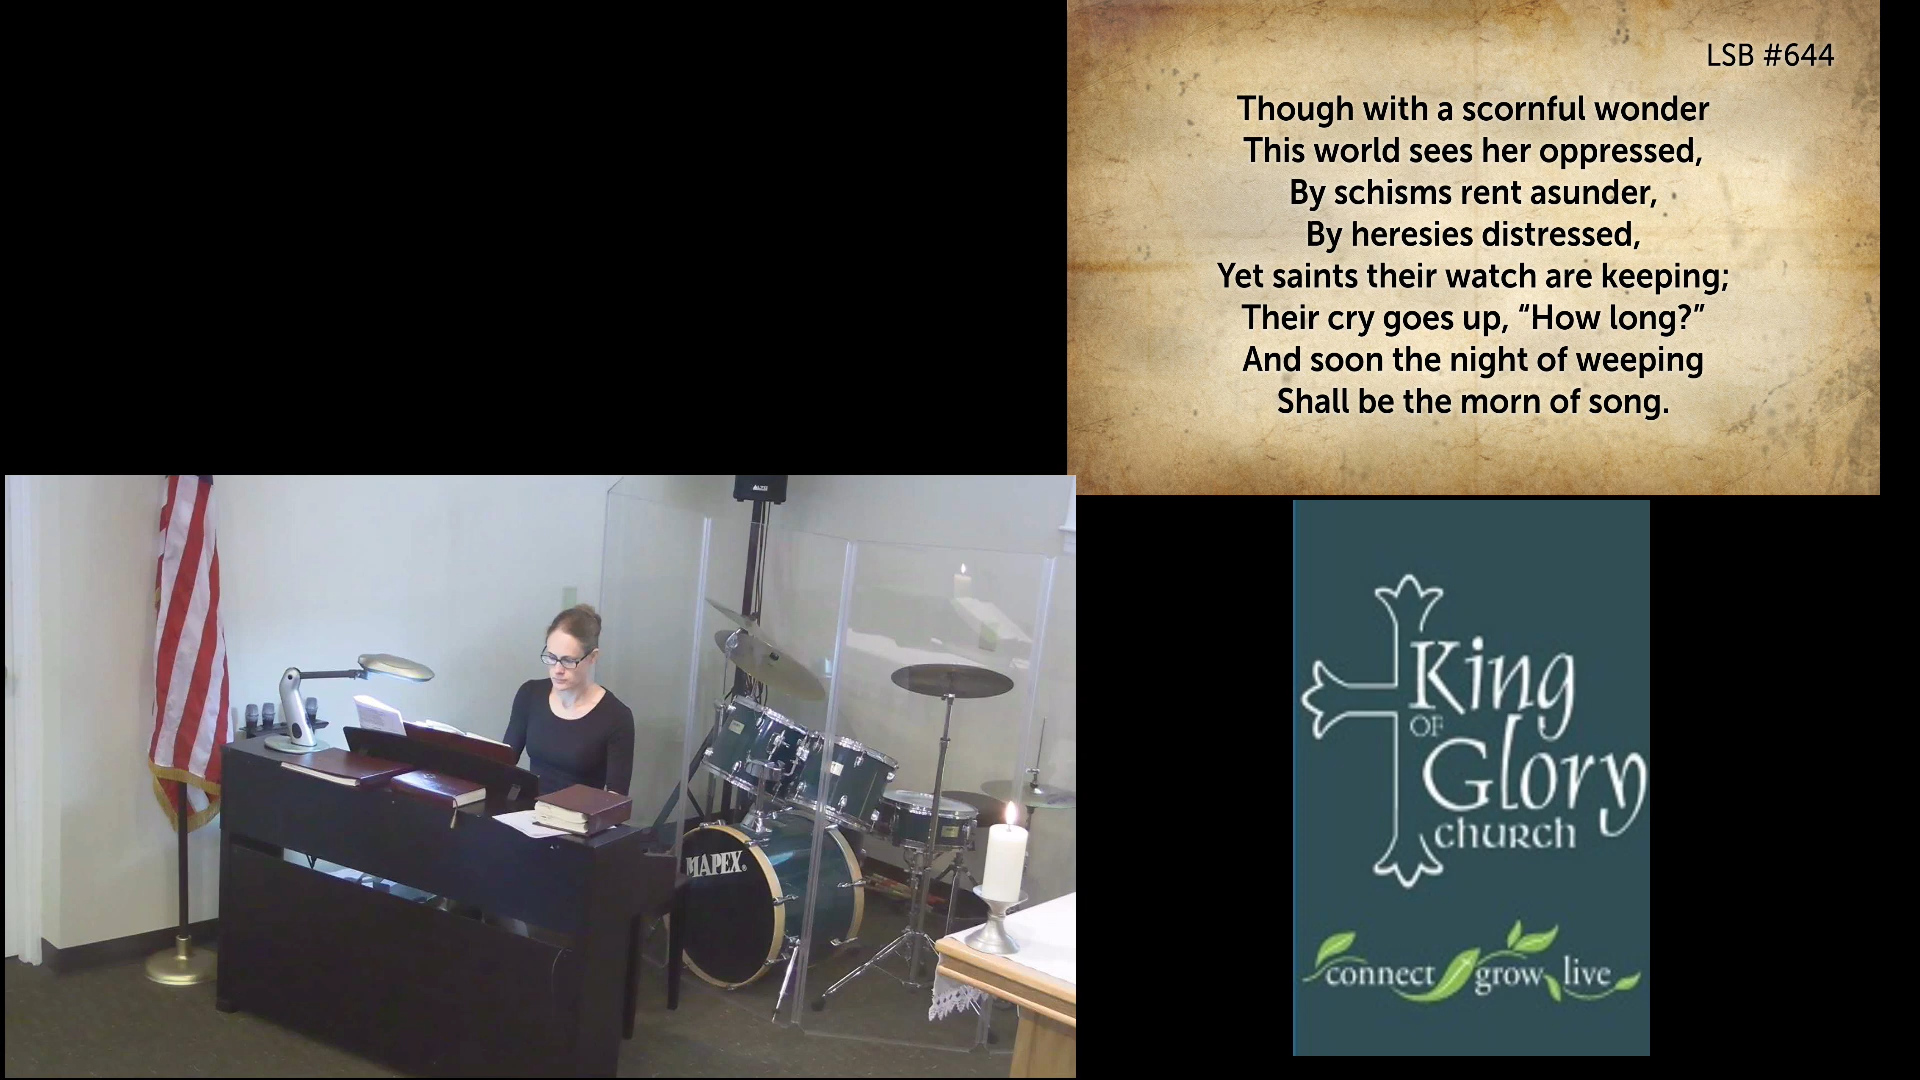 LSB #644
Though with a scornful wonder
This world sees her oppressed,
By schisms rent asunder,
By heresies distressed,
Yet saints their watch are keeping;
Their cry goes up, “How long?”
And soon the night of weeping
Shall be the morn of song.
MAPEX®
King
OF
Glory
church
connect grow live